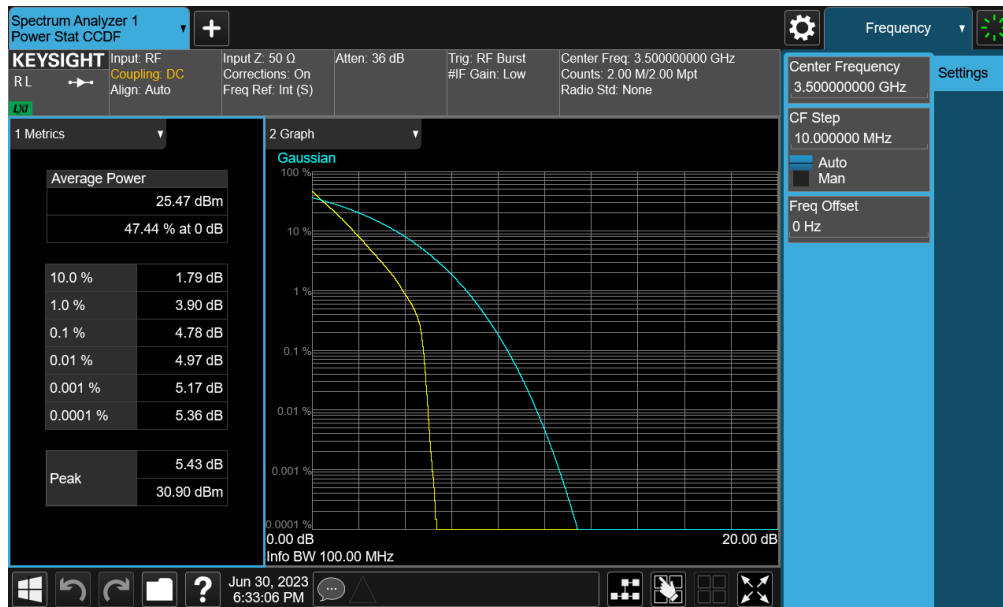 Spectrum Analyzer 1
Power Stat CCDF
+
Frequency
KEYSIGHT
RL
LXI
Input: RF
Coupling: DC
Align: Auto
Input Z: 50 Ω
Corrections: On
Freq Ref: Int (S)
Atten: 36 dB
Trig: RF Burst
#IF Gain: Low
Center Freq: 3.500000000 GHz
Counts: 2.00 M/2.00 Mpt
Radio Std: None
Center Frequency
3.500000000 GHz
Settings
CF Step
10.000000 MHz
Auto
Man
Freq Offset
0 Hz
1 Metrics
Average Power
25.47 dBm
47.44 % at 0 dB
10.0 % 1.79 dB
1.0 % 3.90 dB
0.1 % 4.78 dB
0.01 % 4.97 dB
0.001 % 5.17 dB
0.0001 % 5.36 dB
Peak
5.43 dB
30.90 dBm
2 Graph
Gaussian
100 %
10 %
1 %
0.1 %
0.01 %
0.001 %
0.0001 %
0.00 dB 20.00 dB
Info BW 100.00 MHz
?
Jun 30, 2023
6:33:06 PM